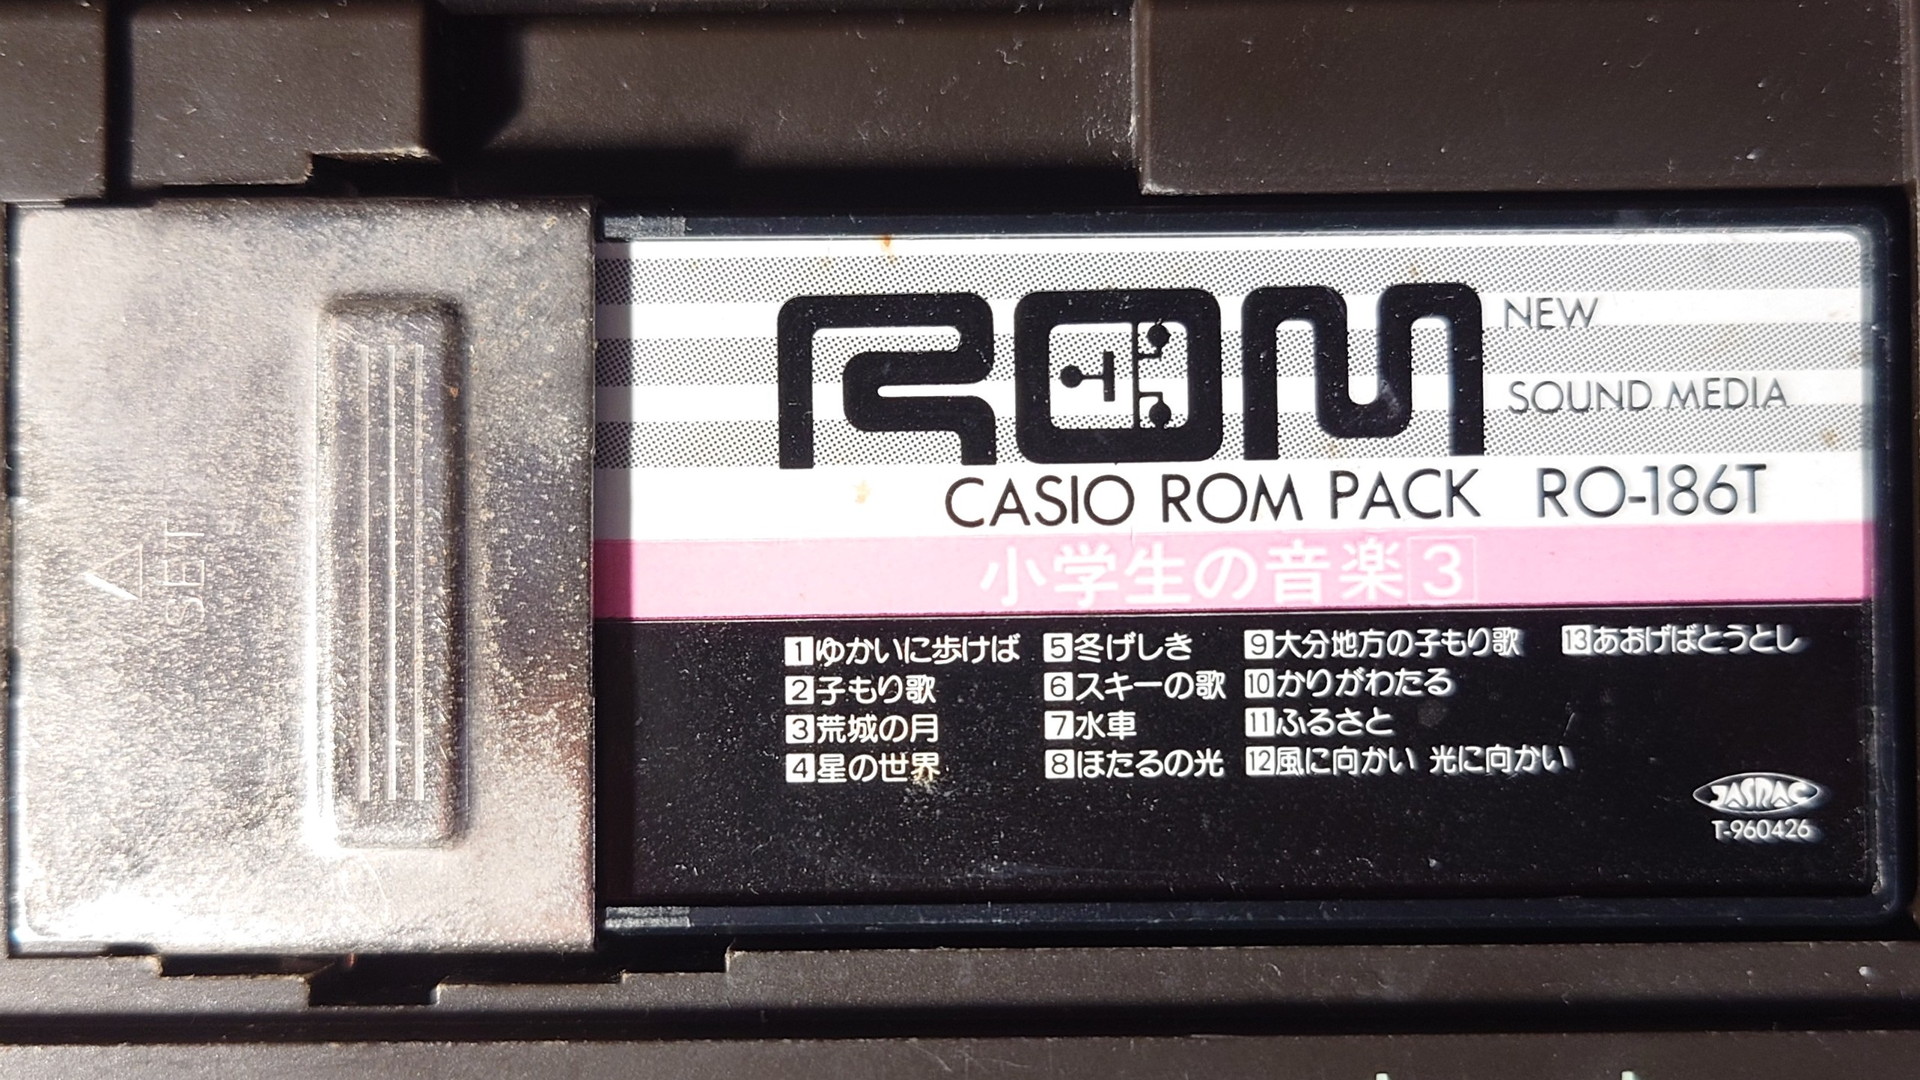 SET
ROM
NEW
SOUND MEDIA
CASIO ROM PACK RO-186T
小学生の音楽3
1ゆかいに歩けば
2子もり歌
3荒城の月
4星の世界
5冬げしき
6スキーの歌
7水車
8ほたるの光
9大分地方の子もり歌
10かりがわたる
11ふるさと
12風に向かい 光に向かい
13あおげばとうとし
JASRAC
T-960426